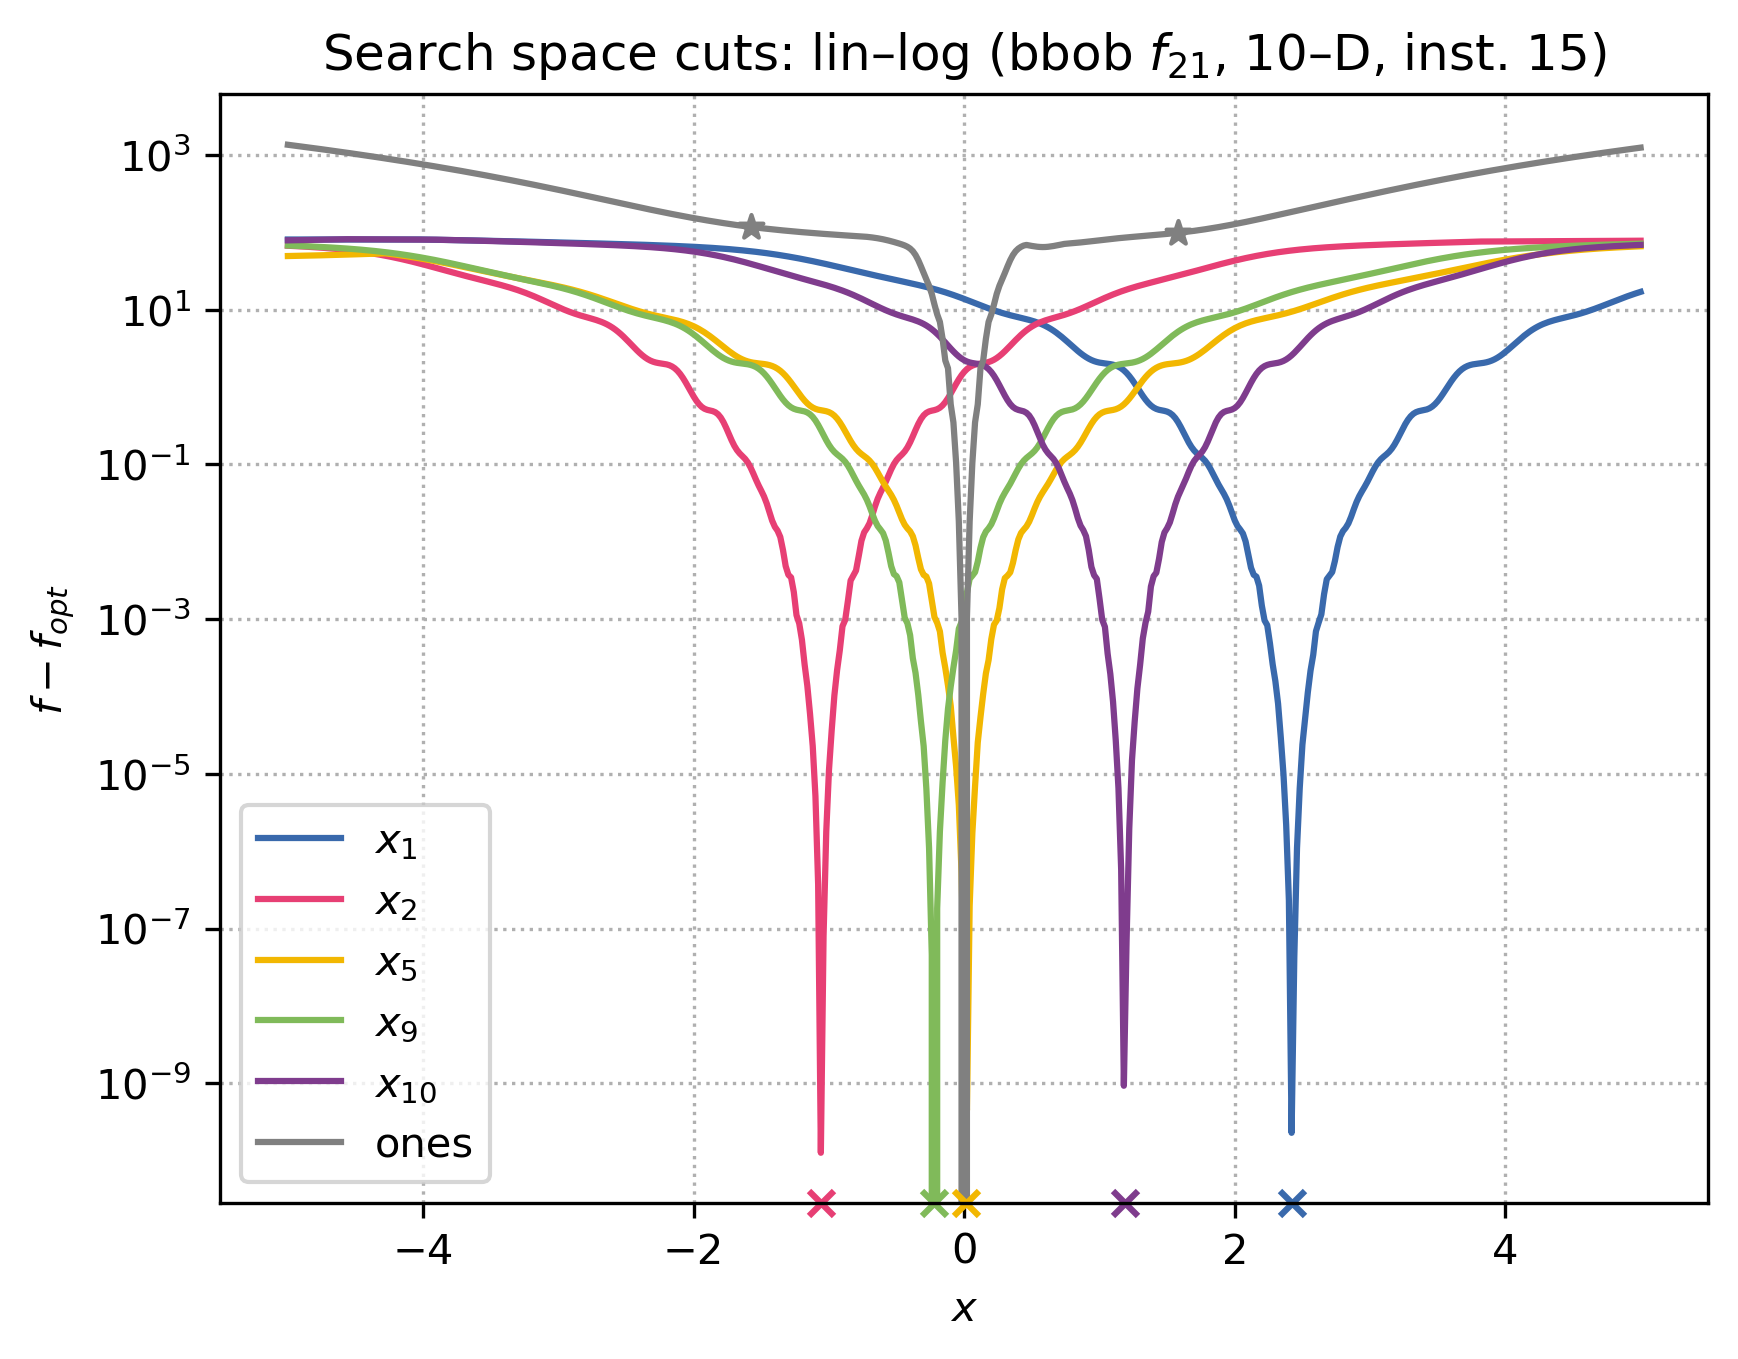 Search space cuts: lin–log (bbob f21, 10–D, inst. 15)
10^3
10^1
10^−1
10^−3
10^−5
10^−7
10^−9
f − fopt
x1
x2
x5
x9
x10
ones
−4 −2 0 2 4
x